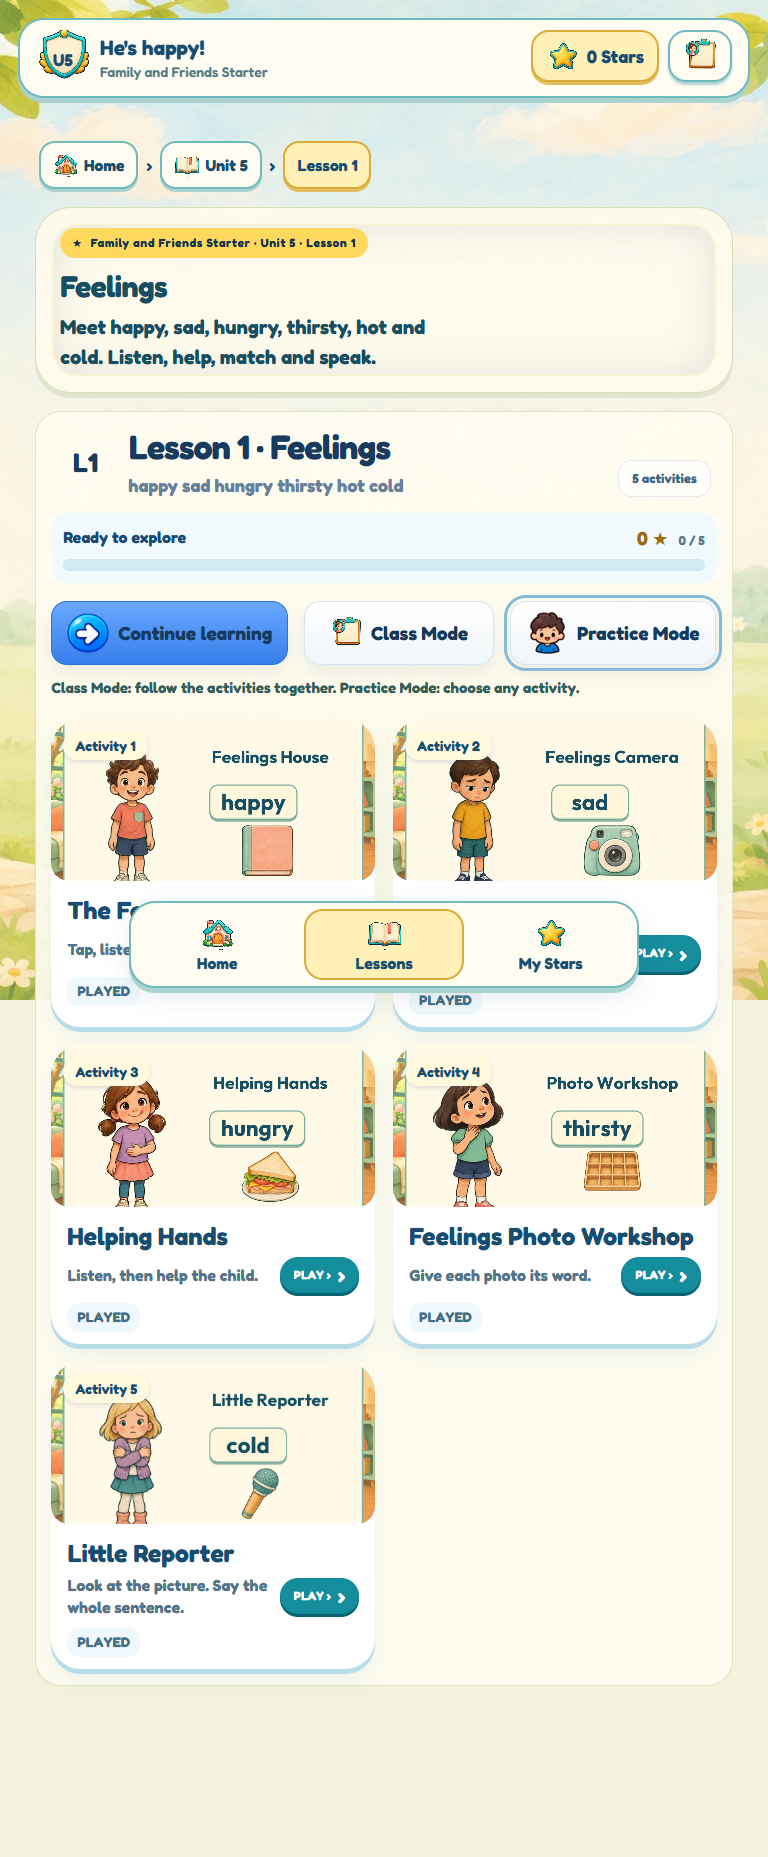 U5
He's happy!
Family and Friends Starter
0 Stars
Home
›
Unit 5
›
Lesson 1
★ Family and Friends Starter · Unit 5 · Lesson 1
Feelings
Meet happy, sad, hungry, thirsty, hot and
cold. Listen, help, match and speak.
L1
Lesson 1 · Feelings
happy sad hungry thirsty hot cold
5 activities
Ready to explore
0 ★ 0 / 5
Continue learning
Class Mode
Practice Mode
Class Mode: follow the activities together. Practice Mode: choose any activity.
Activity 1
Feelings House
happy
Activity 2
Feelings Camera
sad
The
Tap,
PLAYED
PLAY ›
PLAYED
Home
Lessons
My Stars
Activity 3
Helping Hands
hungry
Helping Hands
Listen, then help the child.
PLAY ›
PLAYED
Activity 4
Photo Workshop
thirsty
Feelings Photo Workshop
Give each photo its word.
PLAY ›
PLAYED
Activity 5
Little Reporter
cold
Little Reporter
Look at the picture. Say the
whole sentence.
PLAY ›
PLAYED